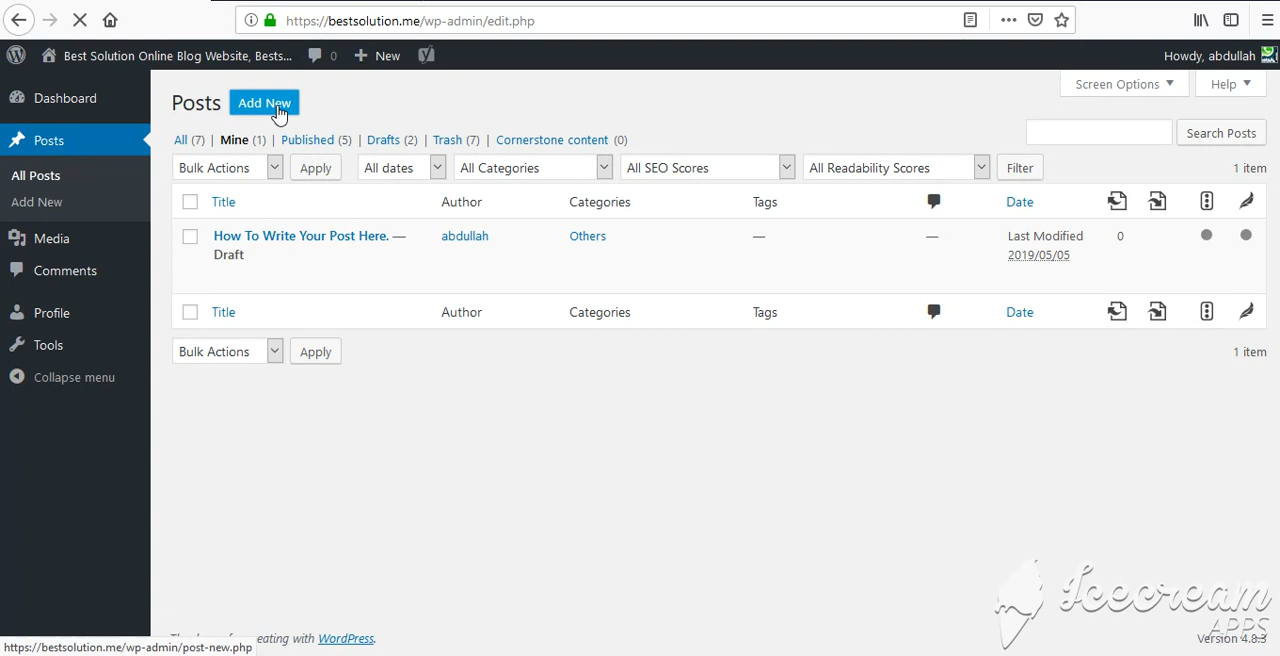 https://bestsolution.me/wp-admin/edit.php
Best Solution Online Blog Website, Bests... 0 New Howdy, abdullah
Dashboard
Posts
All Posts
Add New
Media
Comments
Profile
Tools
Collapse menu
Posts Add New
Screen Options Help
All (7) | Mine (1) | Published (5) | Drafts (2) | Trash (7) | Cornerstone content (0)
Search Posts
Bulk Actions Apply All dates All Categories All SEO Scores All Readability Scores Filter 1 item
Title Author Categories Tags Date
How To Write Your Post Here. — abdullah Others — — Last Modified 0
Draft 2019/05/05
Title Author Categories Tags Date
Bulk Actions Apply 1 item
Icecream
APPS
eating with WordPress.
Version 4.8.3
https://bestsolution.me/wp-admin/post-new.php